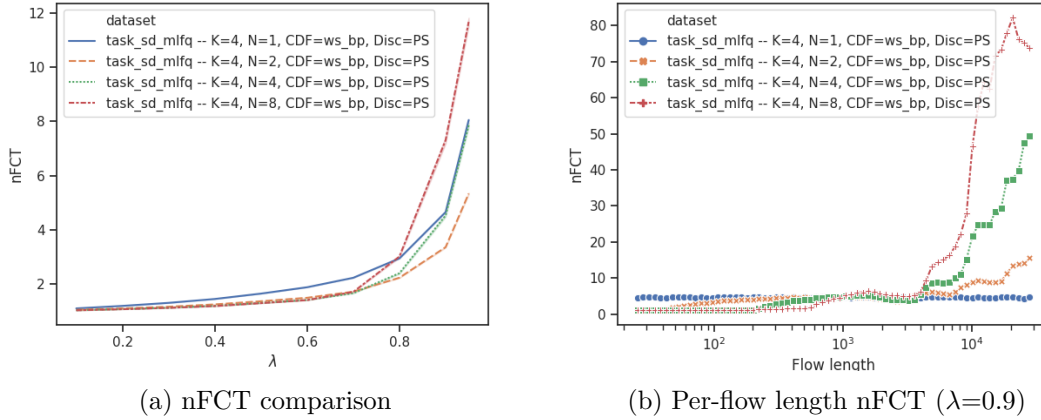 12
10
8
6
4
2
nFCT
dataset
task_sd_mlfq -- K=4, N=1, CDF=ws_bp, Disc=PS
task_sd_mlfq -- K=4, N=2, CDF=ws_bp, Disc=PS
task_sd_mlfq -- K=4, N=4, CDF=ws_bp, Disc=PS
task_sd_mlfq -- K=4, N=8, CDF=ws_bp, Disc=PS
0.2 0.4 0.6 0.8
λ
(a) nFCT comparison
80
70
60
50
40
30
20
10
0
nFCT
dataset
task_sd_mlfq -- K=4, N=1, CDF=ws_bp, Disc=PS
task_sd_mlfq -- K=4, N=2, CDF=ws_bp, Disc=PS
task_sd_mlfq -- K=4, N=4, CDF=ws_bp, Disc=PS
task_sd_mlfq -- K=4, N=8, CDF=ws_bp, Disc=PS
10² 10³ 10⁴
Flow length
(b) Per-flow length nFCT (λ=0.9)